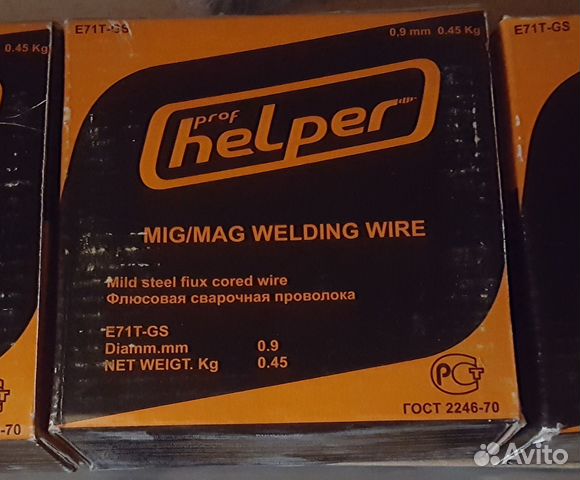 0.45 Kg
E71T-GS
0,9 mm 0.45 Kg
E71T-GS
prof
helper
MIG/MAG WELDING WIRE
Mild steel fiux cored wire
Флюсовая сварочная проволока
E71T-GS
Diamm.mm 0.9
NET WEIGT. Kg 0.45
РСТ
ГОСТ 2246-70
-70
Avito